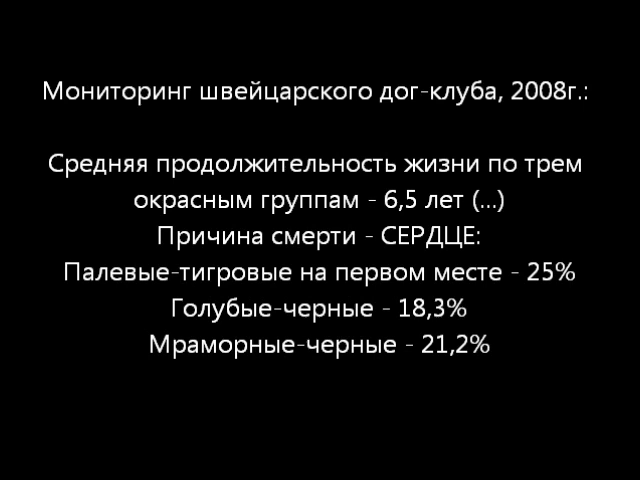 Мониторинг швейцарского дог-клуба, 2008г.:
Средняя продолжительность жизни по трем
окрасным группам - 6,5 лет (...)
Причина смерти - СЕРДЦЕ:
Палевые-тигровые на первом месте - 25%
Голубые-черные - 18,3%
Мраморные-черные - 21,2%